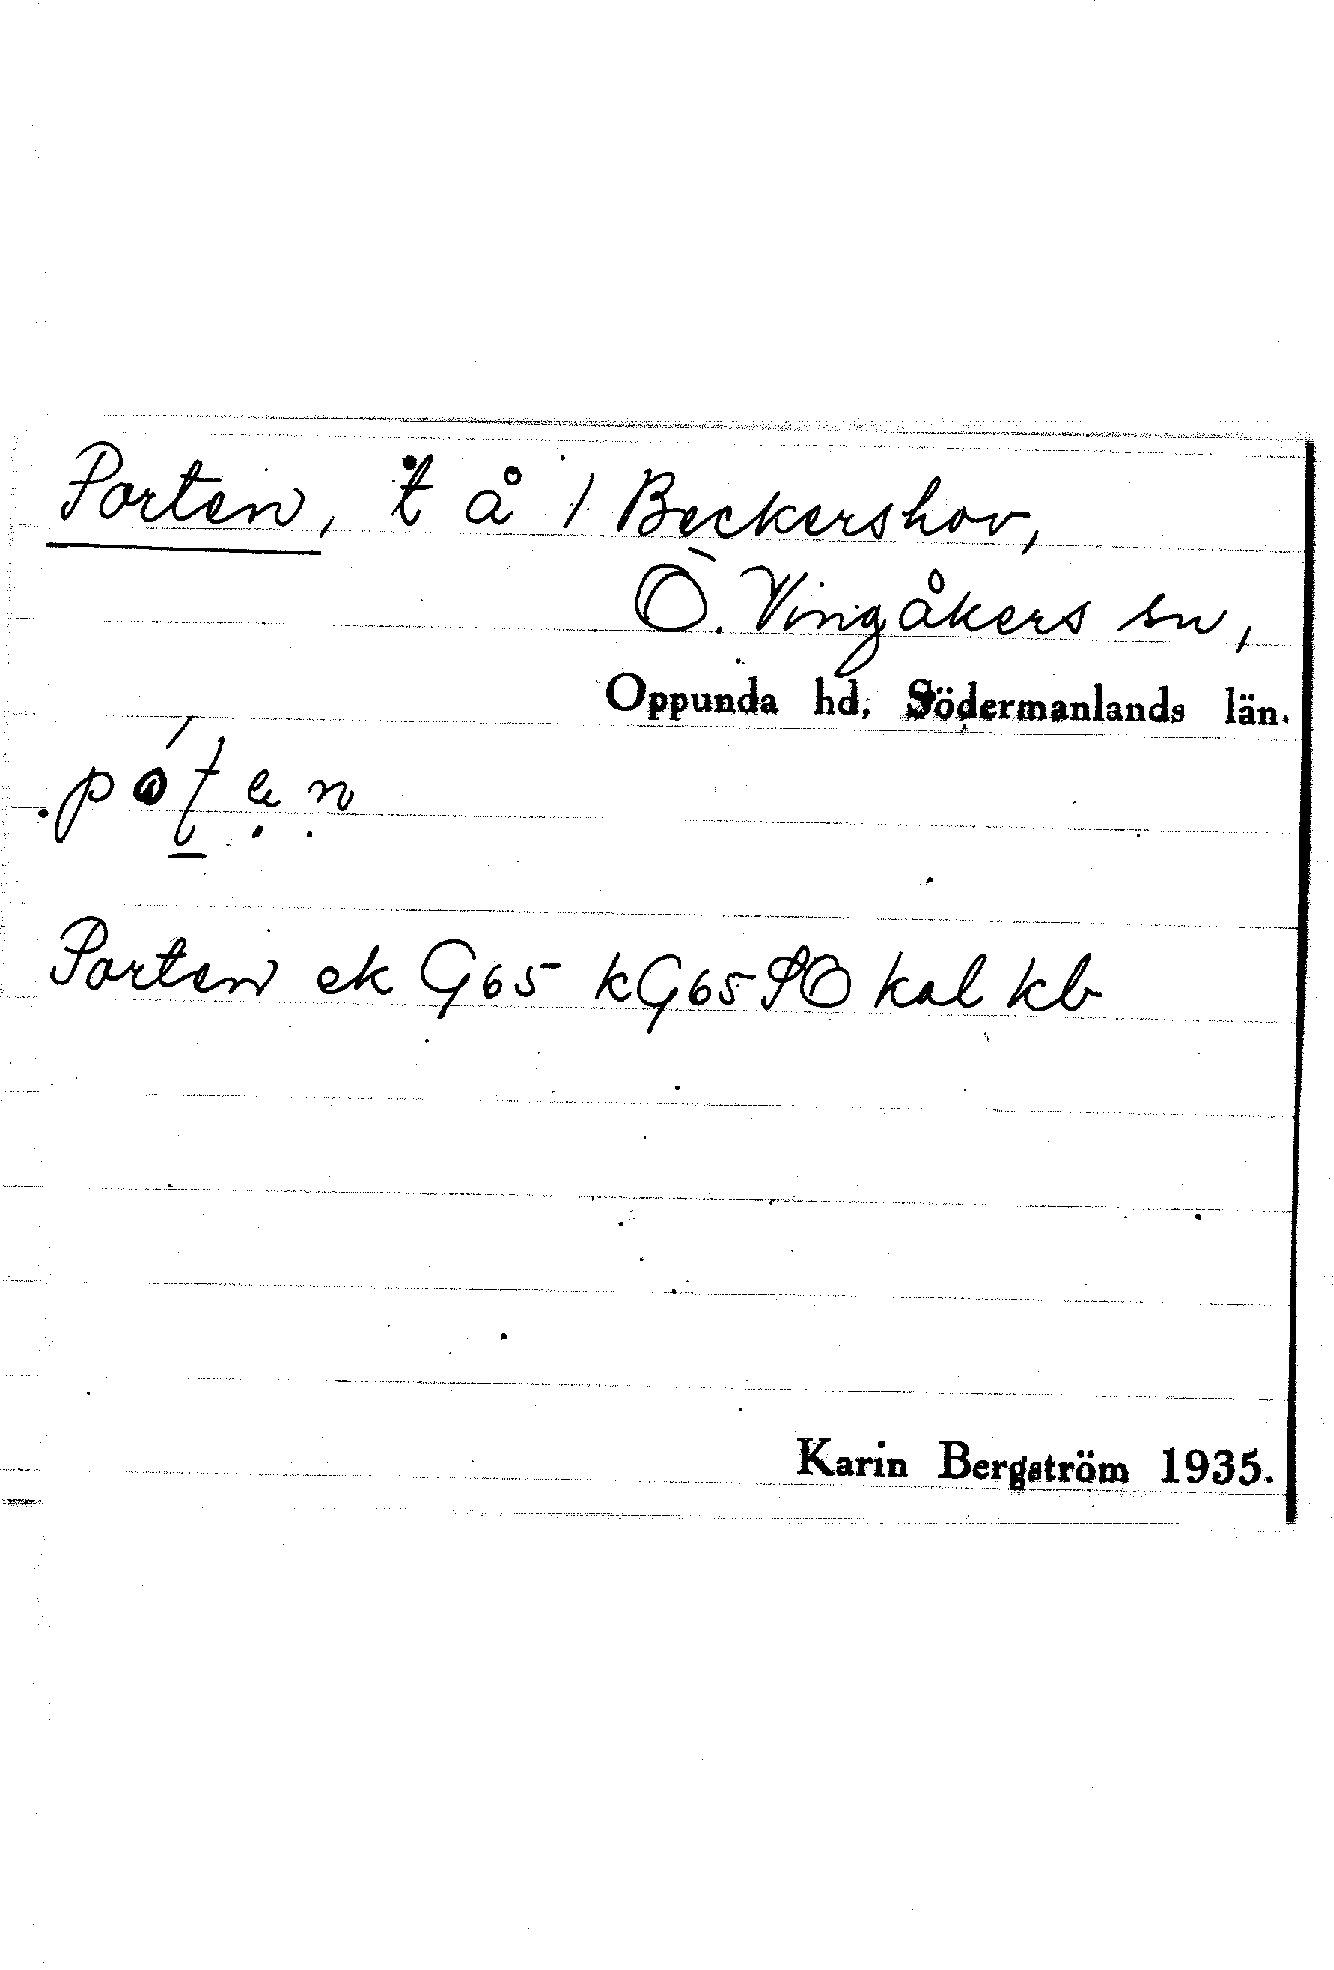 Porten, t å 1 Beckershov,
Ö. Vingåkers sn,
Oppunda hd, Södermanlands län.
Porten ek G65 kG65 SO kal kb
Karin Bergström 1935.